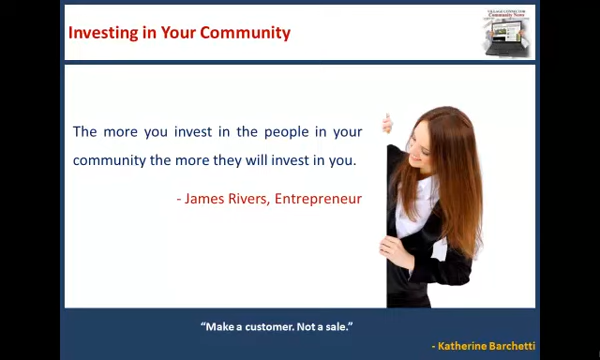 Investing in Your Community
Community News
The more you invest in the people in your
community the more they will invest in you.
- James Rivers, Entrepreneur
“Make a customer. Not a sale.”
- Katherine Barchetti